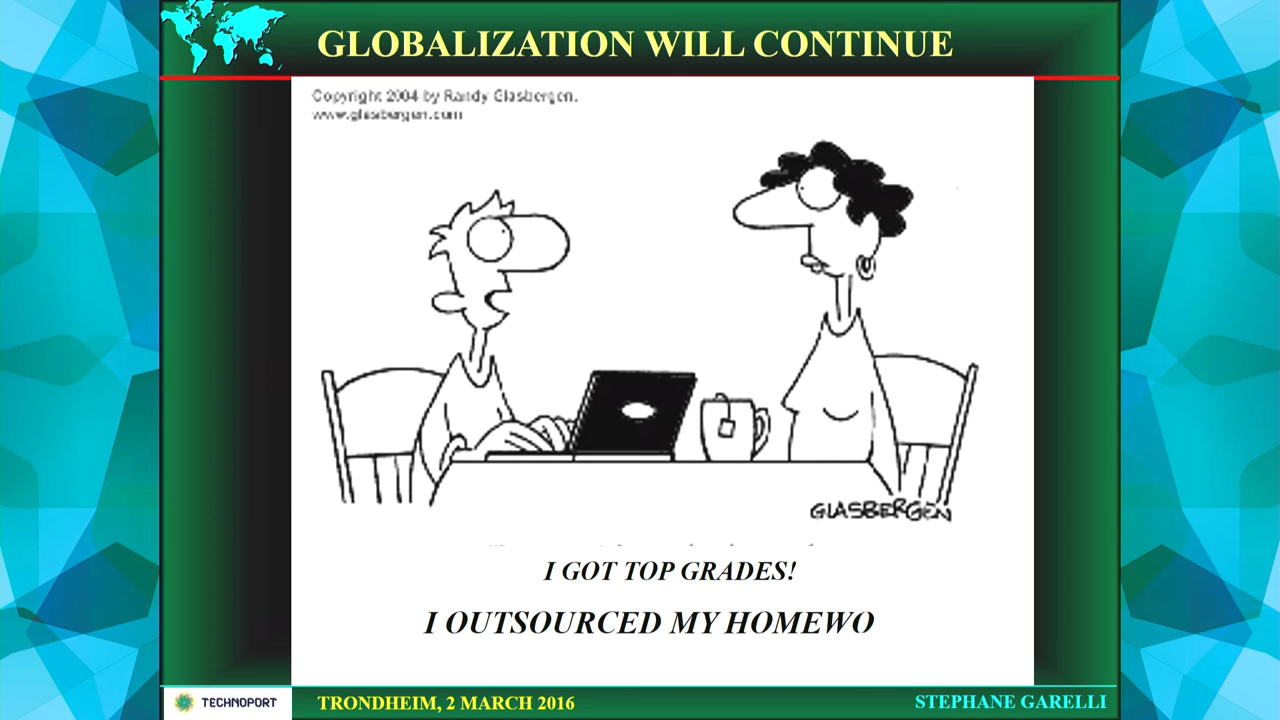 GLOBALIZATION WILL CONTINUE
Copyright 2004 by Randy Glasbergen.
www.glasbergen.com
GLASBERGEN
I GOT TOP GRADES!
I OUTSOURCED MY HOMEWO
TECHNOPORT
TRONDHEIM, 2 MARCH 2016
STEPHANE GARELLI